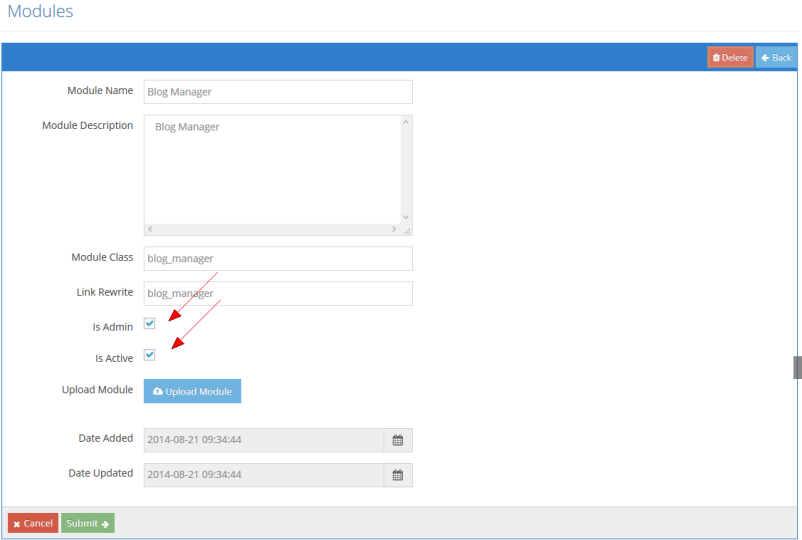 Modules
Delete Back
Module Name Blog Manager
Module Description Blog Manager
Module Class blog_manager
Link Rewrite blog_manager
Is Admin
Is Active
Upload Module Upload Module
Date Added 2014-08-21 09:34:44
Date Updated 2014-08-21 09:34:44
Cancel Submit